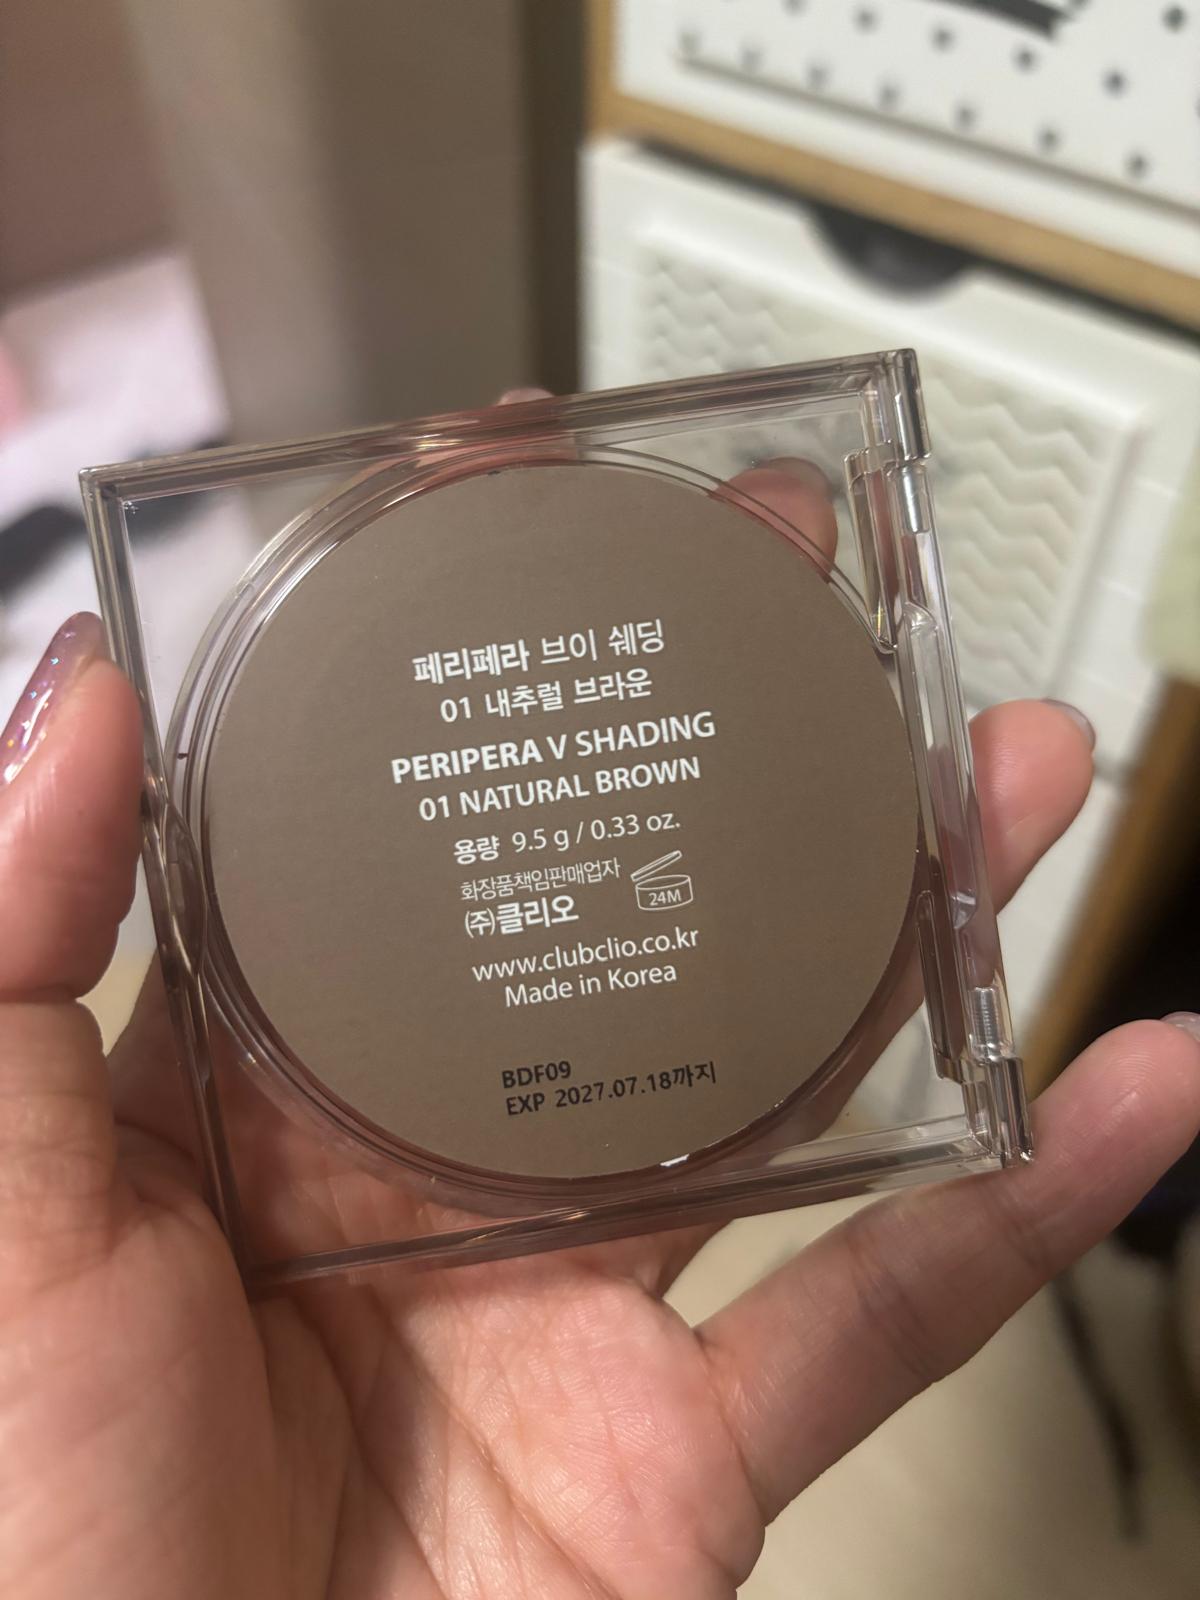 페리페라 브이 쉐딩
01 내추럴 브라운
PERIPERA V SHADING
01 NATURAL BROWN
용량 9.5 g / 0.33 oz.
화장품책임판매업자
㈜클리오
24M
www.clubclio.co.kr
Made in Korea
BDF09
EXP 2027.07.18까지